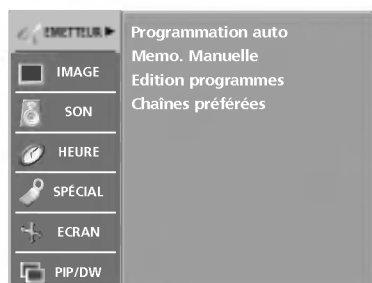 EMETTEUR
IMAGE
SON
HEURE
SPÉCIAL
ECRAN
PIP/DW
Programmation auto
Memo. Manuelle
Edition programmes
Chaînes préférées